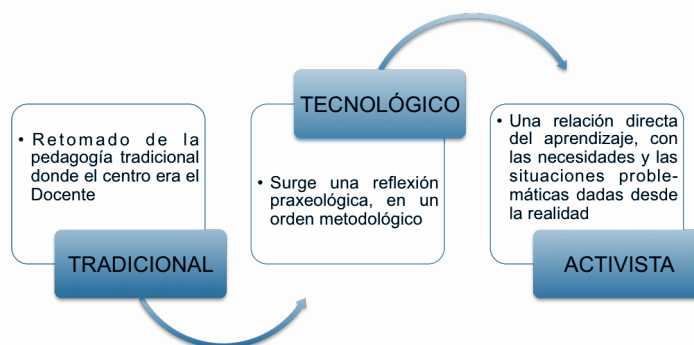 • Retomado de la
pedagogía tradicional
donde el centro era el
Docente
TRADICIONAL
TECNOLÓGICO
• Surge una reflexión
praxeológica, en un
orden metodológico
• Una relación directa
del aprendizaje, con
las necesidades y las
situaciones proble-
máticas dadas desde
la realidad
ACTIVISTA